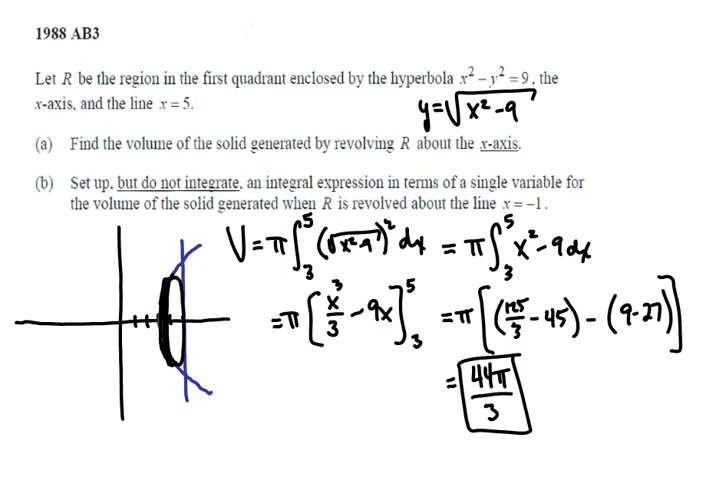 1988 AB3
Let R be the region in the first quadrant enclosed by the hyperbola x² – y² = 9, the
x-axis, and the line x = 5.
y=√(x²-9)
(a) Find the volume of the solid generated by revolving R about the x-axis.
(b) Set up, but do not integrate, an integral expression in terms of a single variable for
the volume of the solid generated when R is revolved about the line x = –1.
V = π∫₃⁵ (√(x²-9))² dx = π∫₃⁵ x²-9 dx
= π[x³/3 - 9x]₃⁵ = π[(125/3 - 45) - (9-27)]
= 44π/3